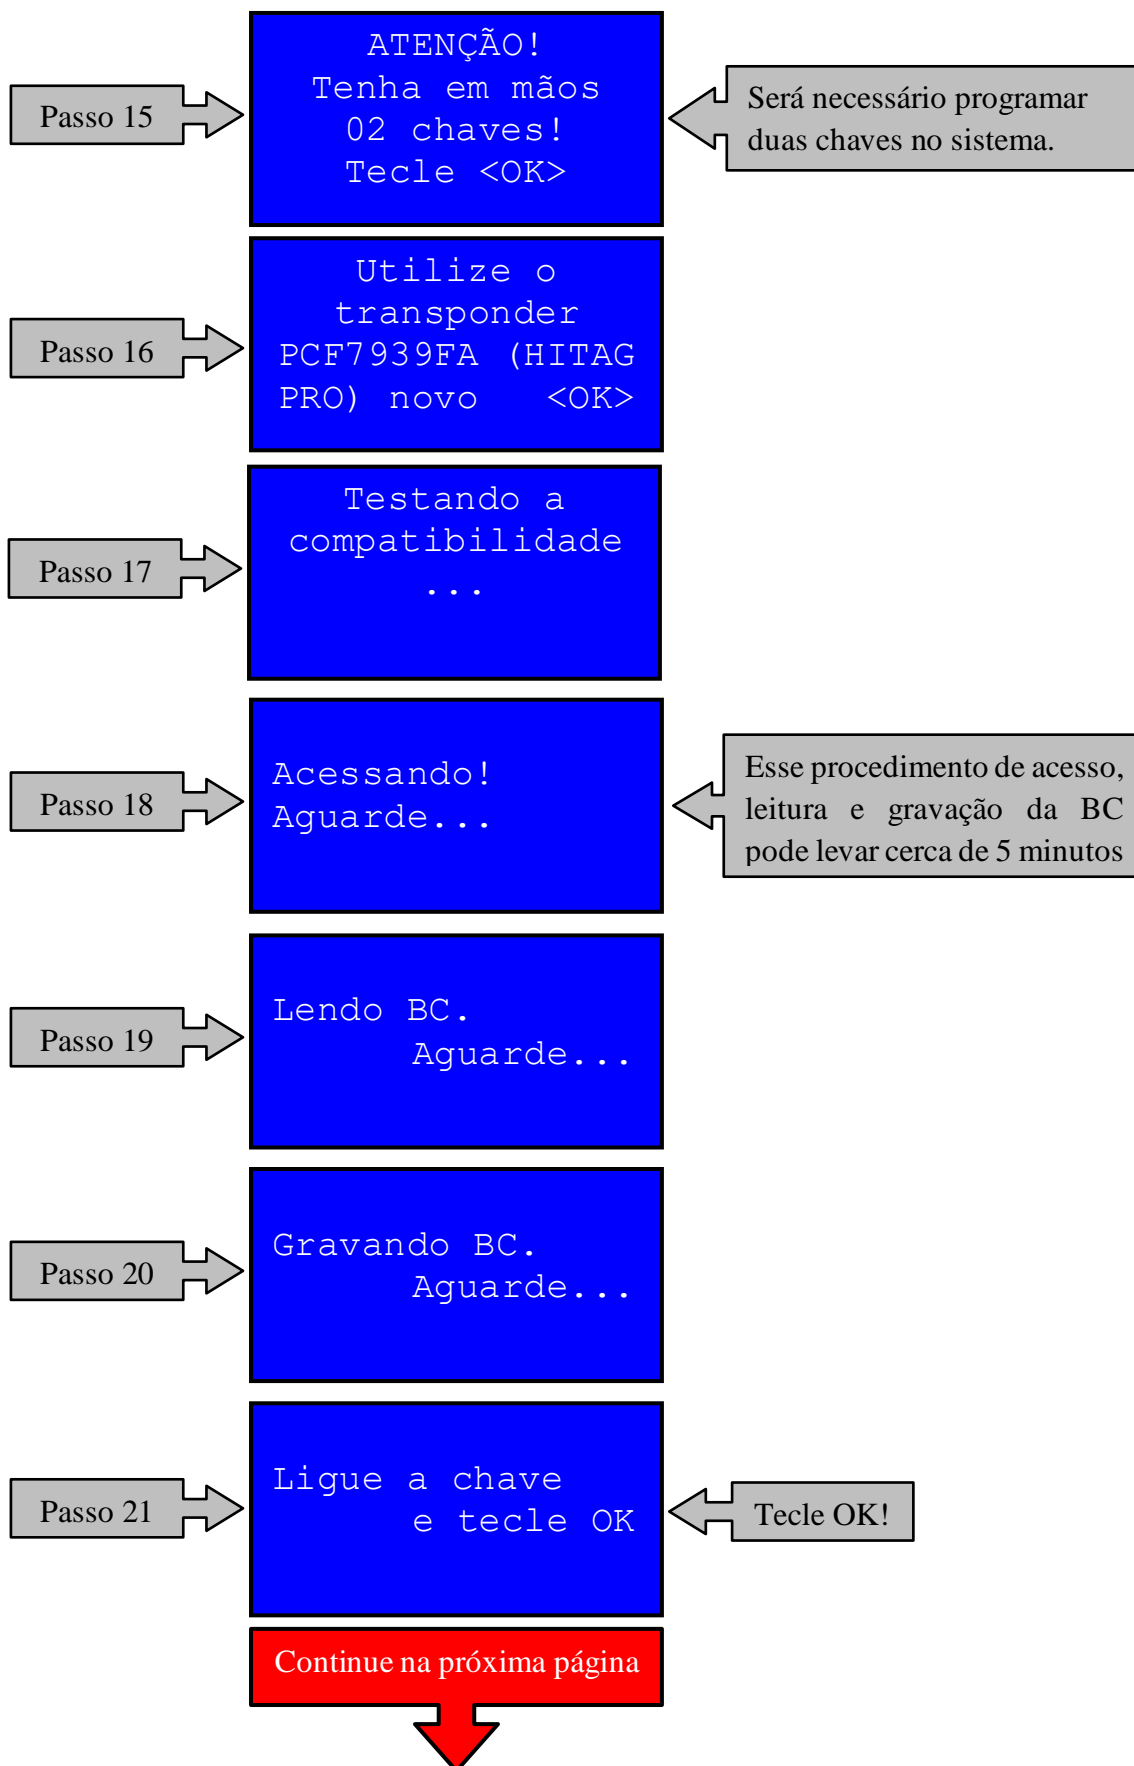 Passo 15
ATENÇÃO!
Tenha em mãos
02 chaves!
Tecle <OK>
Será necessário programar
duas chaves no sistema.
Passo 16
Utilize o
transponder
PCF7939FA (HITAG
PRO) novo <OK>
Passo 17
Testando a
compatibilidade
...
Passo 18
Acessando!
Aguarde...
Esse procedimento de acesso,
leitura e gravação da BC
pode levar cerca de 5 minutos
Passo 19
Lendo BC.
Aguarde...
Passo 20
Gravando BC.
Aguarde...
Passo 21
Ligue a chave
e tecle OK
Tecle OK!
Continue na próxima página